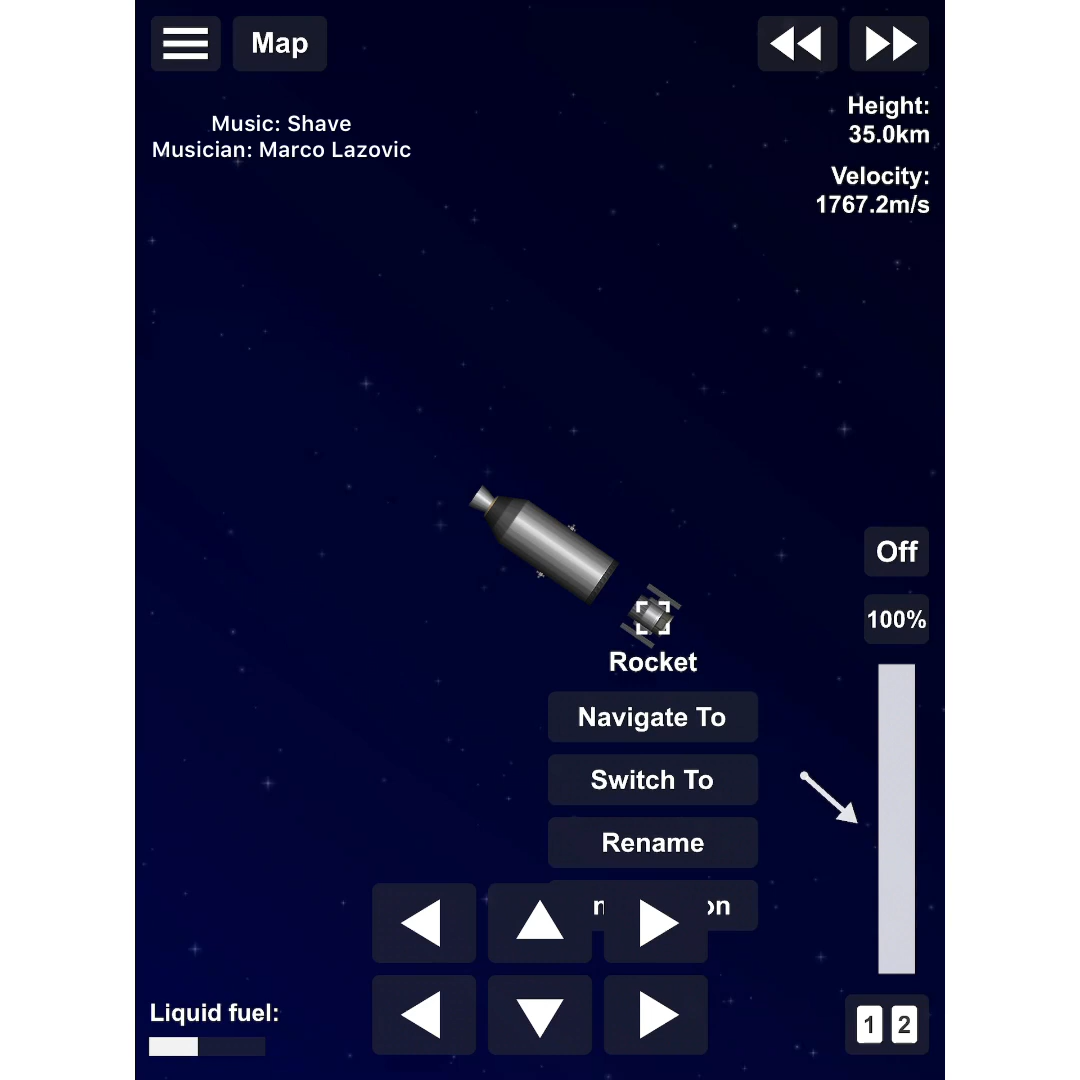 Map
Music: Shave
Musician: Marco Lazovic
Height:
35.0km
Velocity:
1767.2m/s
Off
100%
Rocket
Navigate To
Switch To
Rename
Liquid fuel:
1 2